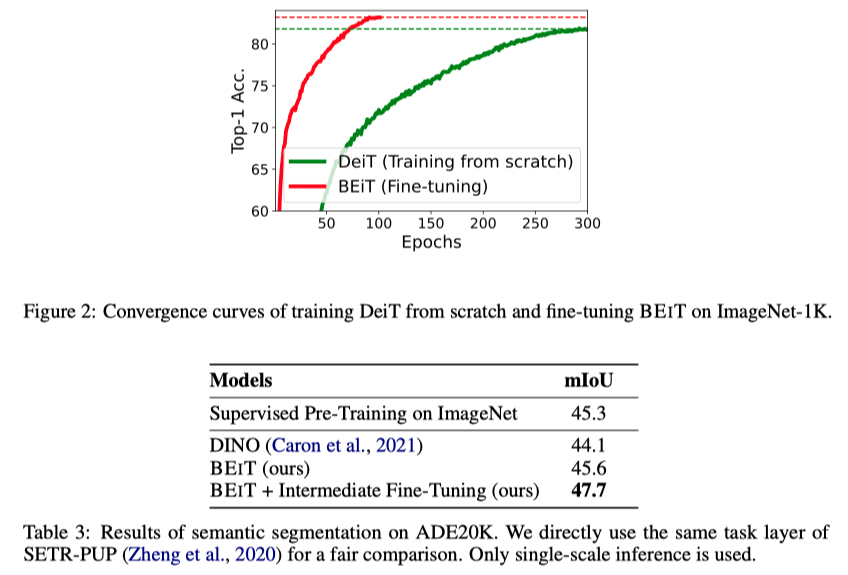 80
75
70
65
60
Top-1 Acc.
DeiT (Training from scratch)
BEiT (Fine-tuning)
50 100 150 200 250 300
Epochs
Figure 2: Convergence curves of training DeiT from scratch and fine-tuning BEIT on ImageNet-1K.
Models mIoU
Supervised Pre-Training on ImageNet 45.3
DINO (Caron et al., 2021) 44.1
BEIT (ours) 45.6
BEIT + Intermediate Fine-Tuning (ours) 47.7
Table 3: Results of semantic segmentation on ADE20K. We directly use the same task layer of
SETR-PUP (Zheng et al., 2020) for a fair comparison. Only single-scale inference is used.